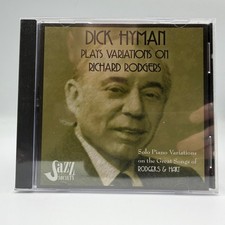 DICK HYMAN
PLAYS VARIATIONS ON
RICHARD RODGERS
Solo Piano Variations
on the Great Songs of
RODGERS & HART
Jazz